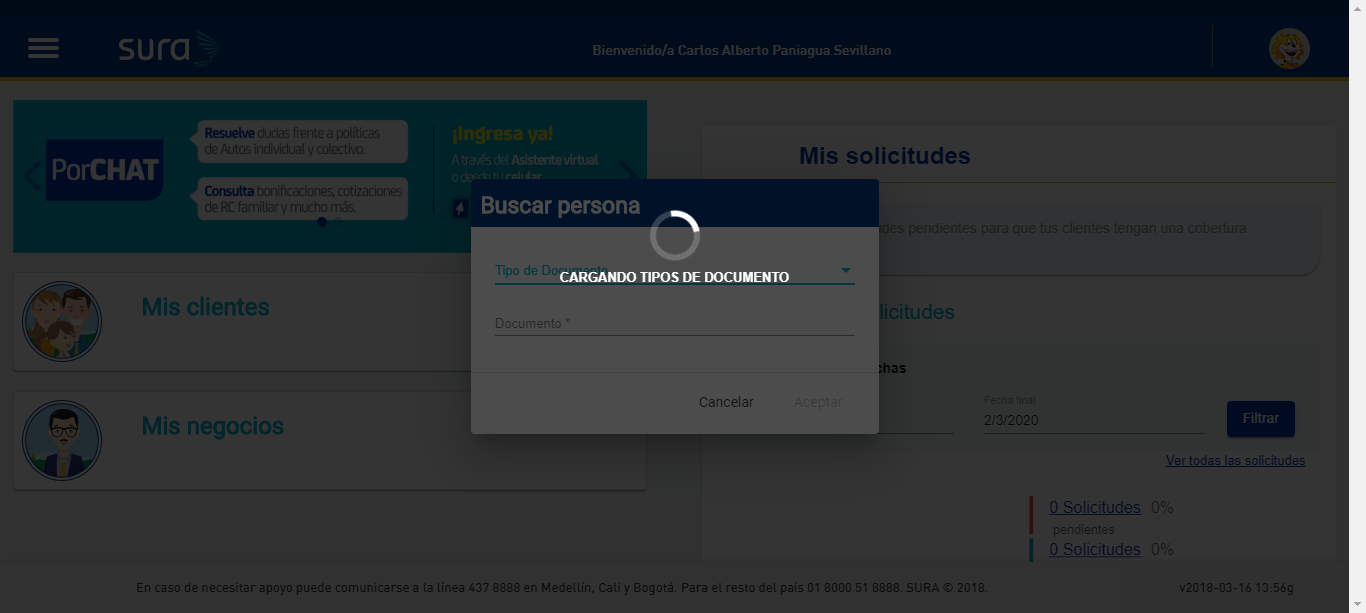 sura
Bienvenido/a Carlos Alberto Paniagua Sevillano
PorCHAT
Resuelve dudas frente a políticas
de Autos individual y colectivo.
Consulta bonificaciones, cotizaciones
de RC familiar y mucho más.
¡Ingresa ya!
A través del Asistente virtual
o desde tu celular
Mis solicitudes
des pendientes para que tus clientes tengan una cobertura
Buscar persona
Tipo de Documento
CARGANDO TIPOS DE DOCUMENTO
Documento *
Cancelar
Aceptar
Mis clientes
Mis negocios
licitudes
chas
Fecha final
2/3/2020
Filtrar
Ver todas las solicitudes
0 Solicitudes 0%
pendientes
0 Solicitudes 0%
En caso de necesitar apoyo puede comunicarse a la línea 437 8888 en Medellín, Cali y Bogotá. Para el resto del país 01 8000 51 8888. SURA © 2018.
v2018-03-16 13:56g